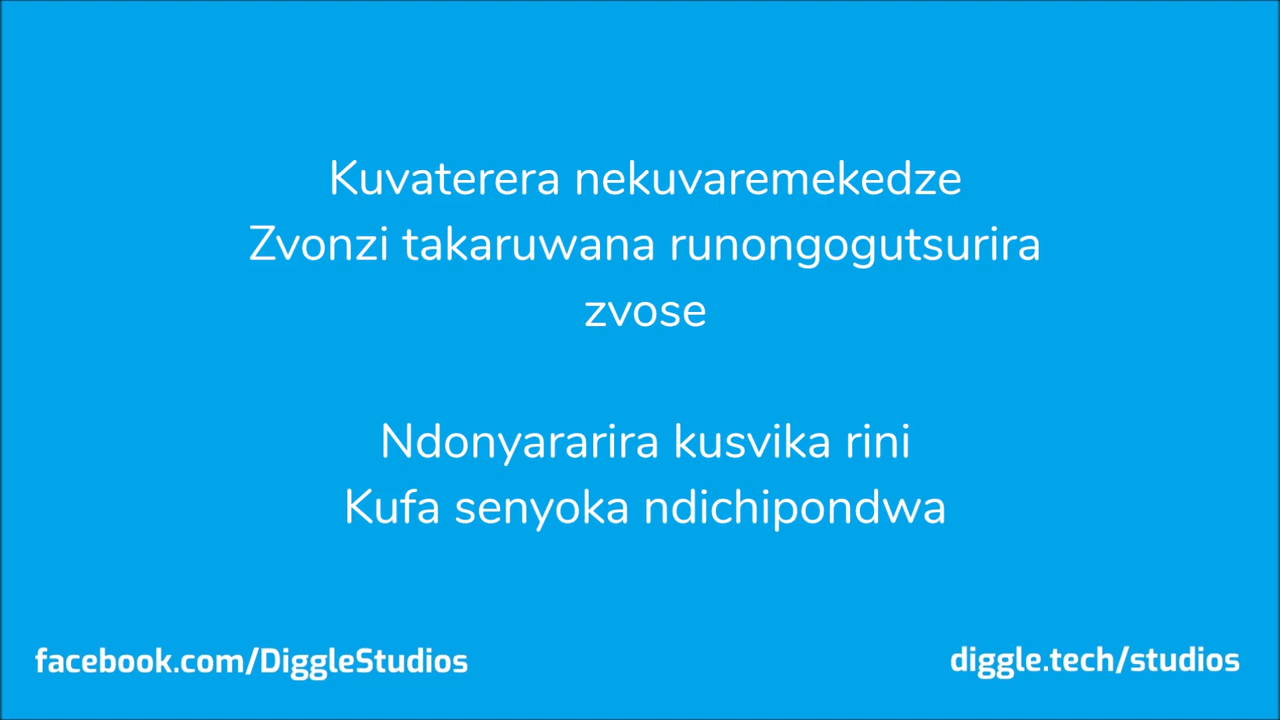 Kuvaterera nekuvaremekedze
Zvonzi takaruwana runongogutsurira
zvose
Ndonyararira kusvika rini
Kufa senyoka ndichipondwa
facebook.com/DiggleStudios
diggle.tech/studios